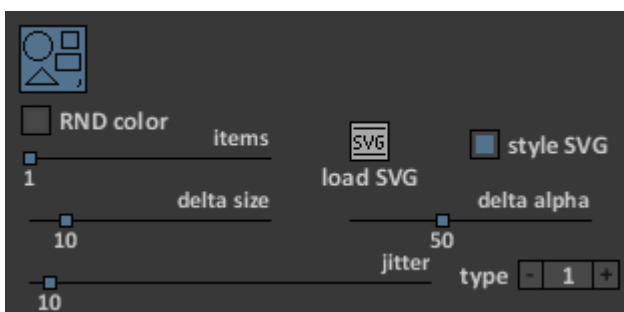 RND color
items
1
SVG
load SVG
style SVG
delta size
10
delta alpha
50
jitter
10
type - 1 +